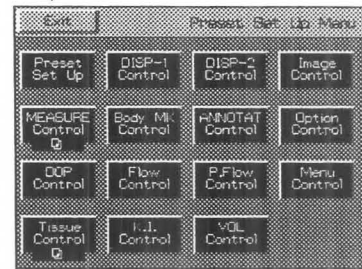 Exit
Preset Set Up Menu
Preset
Set Up
DISP-1
Control
DISP-2
Control
Image
Control
MEASURE
Control
Body MK
Control
ANNOTAT
Control
Option
Control
DOP
Control
Flow
Control
P.Flow
Control
Menu
Control
Tissue
Control
K.I.
Control
VOL
Control